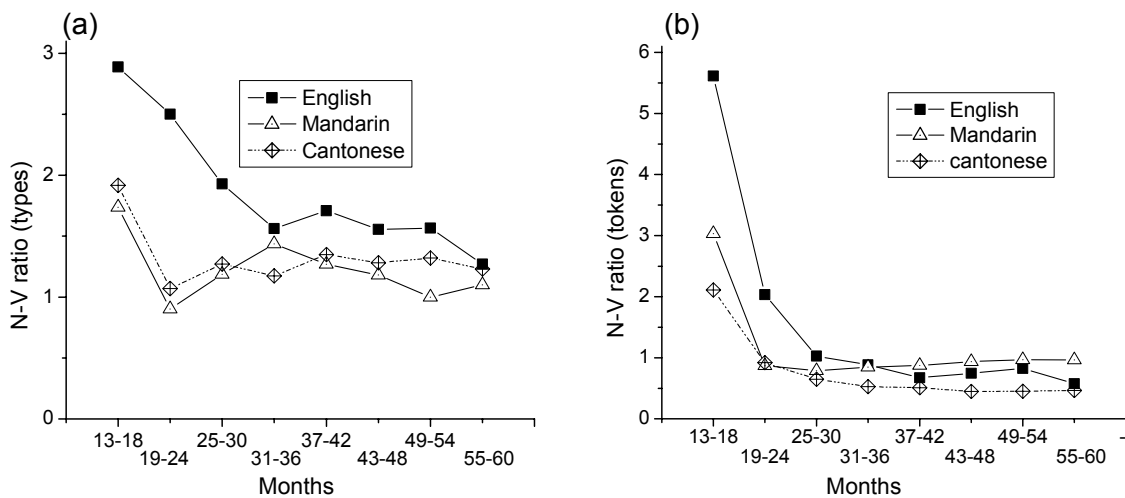 (a)
3
2
1
0
N-V ratio (types)
English
Mandarin
Cantonese
13-18
19-24
25-30
31-36
37-42
43-48
49-54
55-60
Months
(b)
6
5
4
3
2
1
0
N-V ratio (tokens)
English
Mandarin
cantonese
13-18
19-24
25-30
31-36
37-42
43-48
49-54
55-60
-
Months